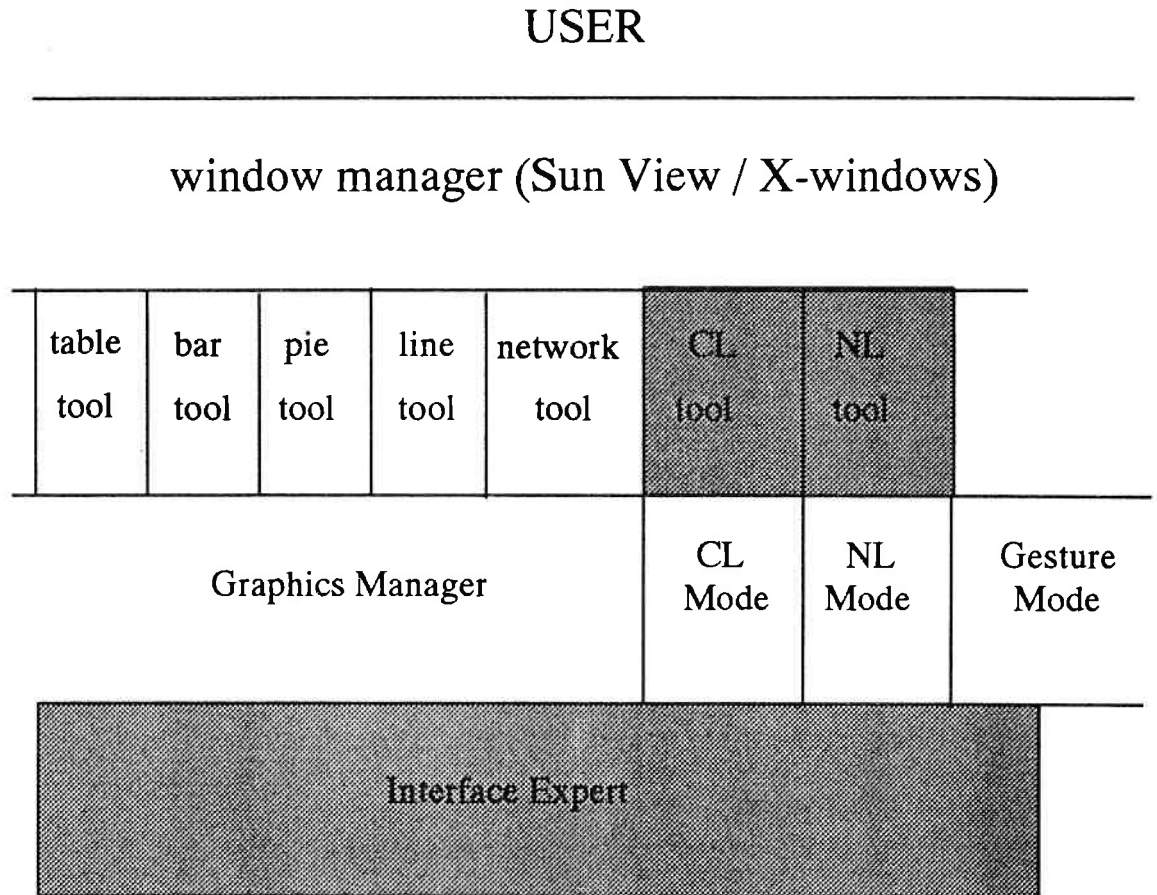 USER
window manager (Sun View / X-windows)
table
tool
bar
tool
pie
tool
line
tool
network
tool
CL
tool
NL
tool
Graphics Manager
CL
Mode
NL
Mode
Gesture
Mode
Interface Expert